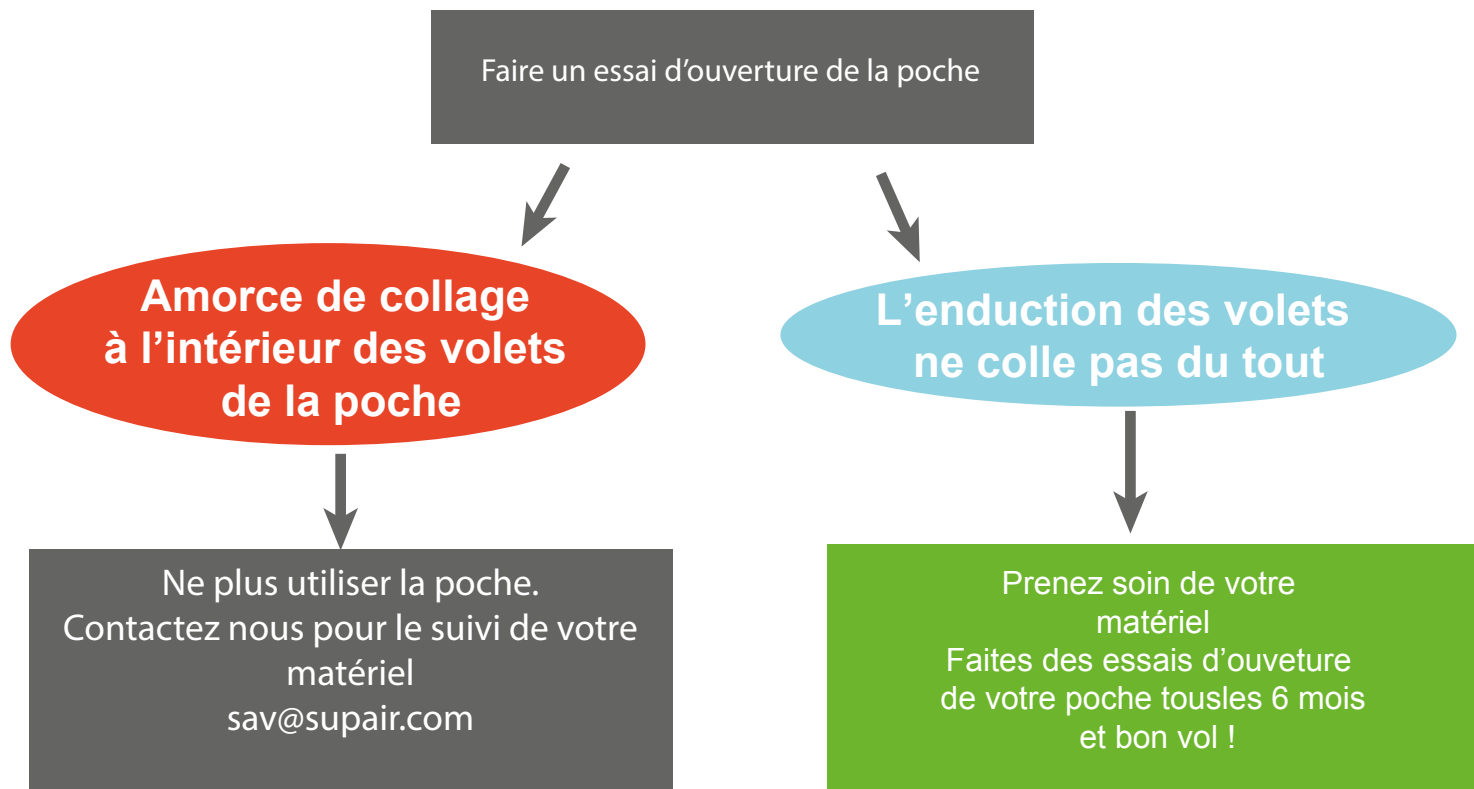 Faire un essai d’ouverture de la poche
Amorce de collage
à l’intérieur des volets
de la poche
L’enduction des volets
ne colle pas du tout
Ne plus utiliser la poche.
Contactez nous pour le suivi de votre
matériel
sav@supair.com
Prenez soin de votre
matériel
Faites des essais d’ouveture
de votre poche tousles 6 mois
et bon vol !